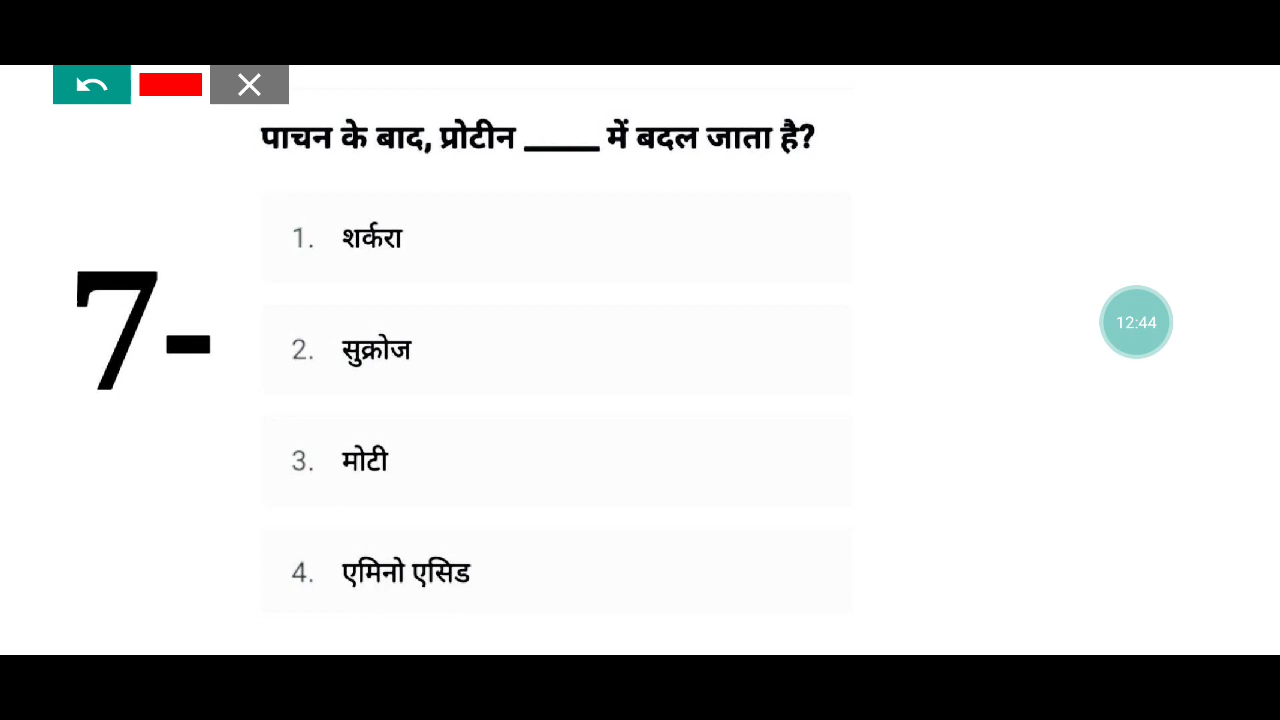 पाचन के बाद, प्रोटीन _____ में बदल जाता है?
1. शर्करा
7-
2. सुक्रोज
12:44
3. मोटी
4. एमिनो एसिड